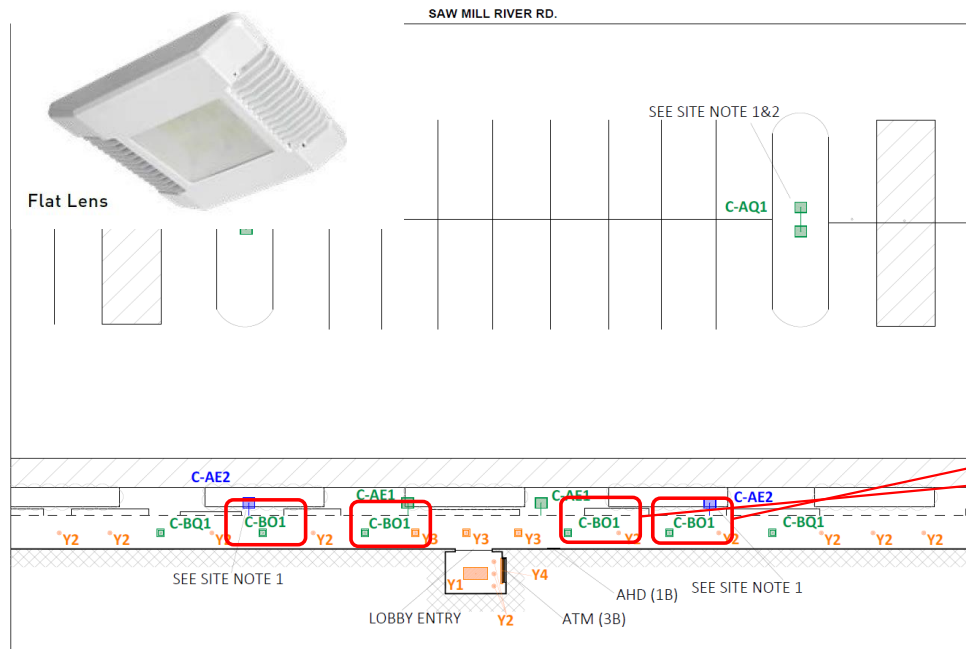 SAW MILL RIVER RD.
SEE SITE NOTE 1&2
Flat Lens
C-AQ1
C-AE2
C-AE1
C-AE1
C-AE2
C-BQ1
C-BO1
C-BO1
C-BO1
C-BO1
C-BQ1
Y2
Y2
Y2
Y2
Y3
Y3
Y2
Y2
Y2
Y2
Y2
SEE SITE NOTE 1
Y1
Y4
AHD (1B)
SEE SITE NOTE 1
LOBBY ENTRY
Y2
ATM (3B)